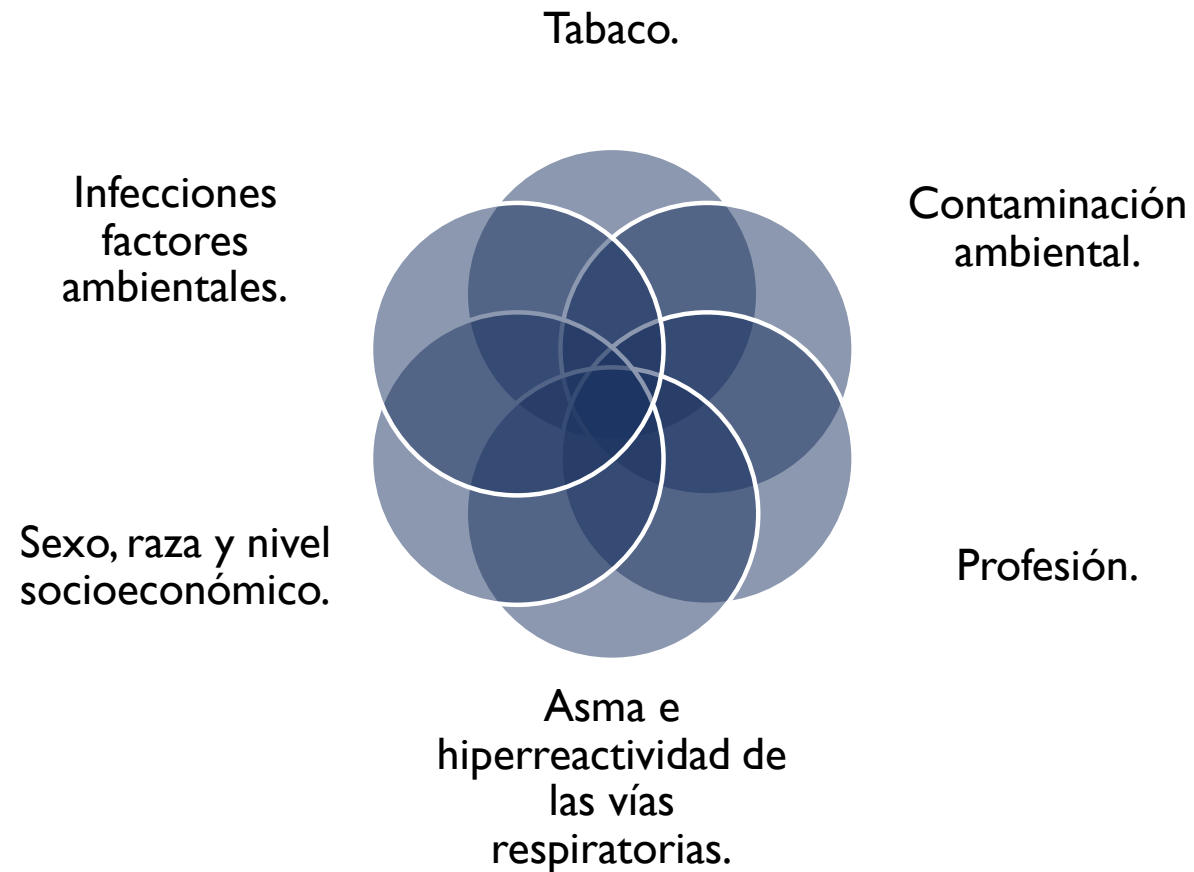 Tabaco.
Contaminación
ambiental.
Profesión.
Asma e
hiperreactividad de
las vías
respiratorias.
Sexo, raza y nivel
socioeconómico.
Infecciones
factores
ambientales.